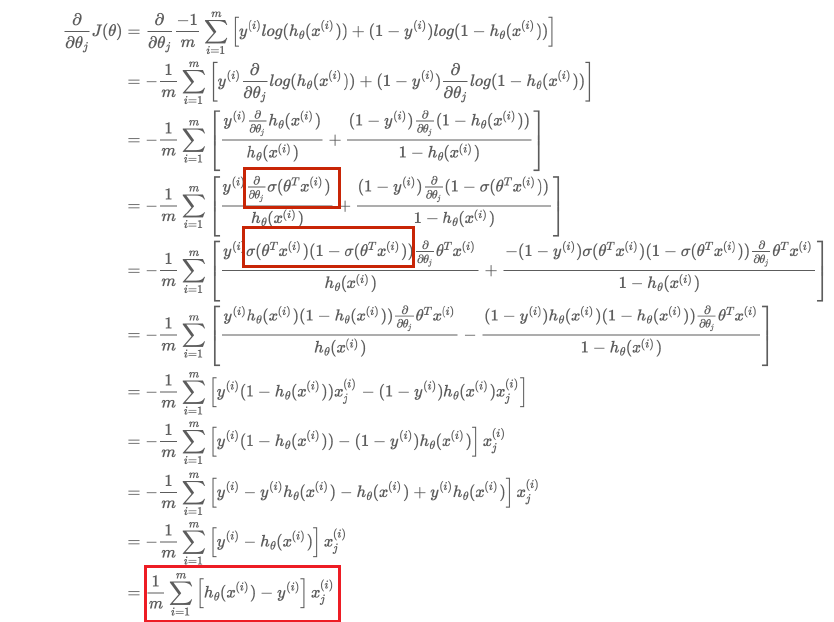 ∂/∂θ_j J(θ) = ∂/∂θ_j −1/m ∑_{i=1}^{m} [y^{(i)} log(h_θ(x^{(i)})) + (1 − y^{(i)}) log(1 − h_θ(x^{(i)}))]
= − 1/m ∑_{i=1}^{m} [y^{(i)} ∂/∂θ_j log(h_θ(x^{(i)})) + (1 − y^{(i)}) ∂/∂θ_j log(1 − h_θ(x^{(i)}))]
= − 1/m ∑_{i=1}^{m} [(y^{(i)} ∂/∂θ_j h_θ(x^{(i)})) / (h_θ(x^{(i)})) + ((1 − y^{(i)}) ∂/∂θ_j (1 − h_θ(x^{(i)}))) / (1 − h_θ(x^{(i)}))]
= − 1/m ∑_{i=1}^{m} [(y^{(i)} ∂/∂θ_j σ(θ^T x^{(i)})) / (h_θ(x^{(i)})) + ((1 − y^{(i)}) ∂/∂θ_j (1 − σ(θ^T x^{(i)}))) / (1 − h_θ(x^{(i)}))]
= − 1/m ∑_{i=1}^{m} [(y^{(i)} σ(θ^T x^{(i)})(1 − σ(θ^T x^{(i)})) ∂/∂θ_j θ^T x^{(i)}) / (h_θ(x^{(i)})) + (−(1 − y^{(i)}) σ(θ^T x^{(i)})(1 − σ(θ^T x^{(i)})) ∂/∂θ_j θ^T x^{(i)}) / (1 − h_θ(x^{(i)}))]
= − 1/m ∑_{i=1}^{m} [(y^{(i)} h_θ(x^{(i)})(1 − h_θ(x^{(i)})) ∂/∂θ_j θ^T x^{(i)}) / (h_θ(x^{(i)})) − ((1 − y^{(i)}) h_θ(x^{(i)})(1 − h_θ(x^{(i)})) ∂/∂θ_j θ^T x^{(i)}) / (1 − h_θ(x^{(i)}))]
= − 1/m ∑_{i=1}^{m} [y^{(i)}(1 − h_θ(x^{(i)})) x_j^{(i)} − (1 − y^{(i)}) h_θ(x^{(i)}) x_j^{(i)}]
= − 1/m ∑_{i=1}^{m} [y^{(i)}(1 − h_θ(x^{(i)})) − (1 − y^{(i)}) h_θ(x^{(i)})] x_j^{(i)}
= − 1/m ∑_{i=1}^{m} [y^{(i)} − y^{(i)} h_θ(x^{(i)}) − h_θ(x^{(i)}) + y^{(i)} h_θ(x^{(i)})] x_j^{(i)}
= − 1/m ∑_{i=1}^{m} [y^{(i)} − h_θ(x^{(i)})] x_j^{(i)}
= 1/m ∑_{i=1}^{m} [h_θ(x^{(i)}) − y^{(i)}] x_j^{(i)}